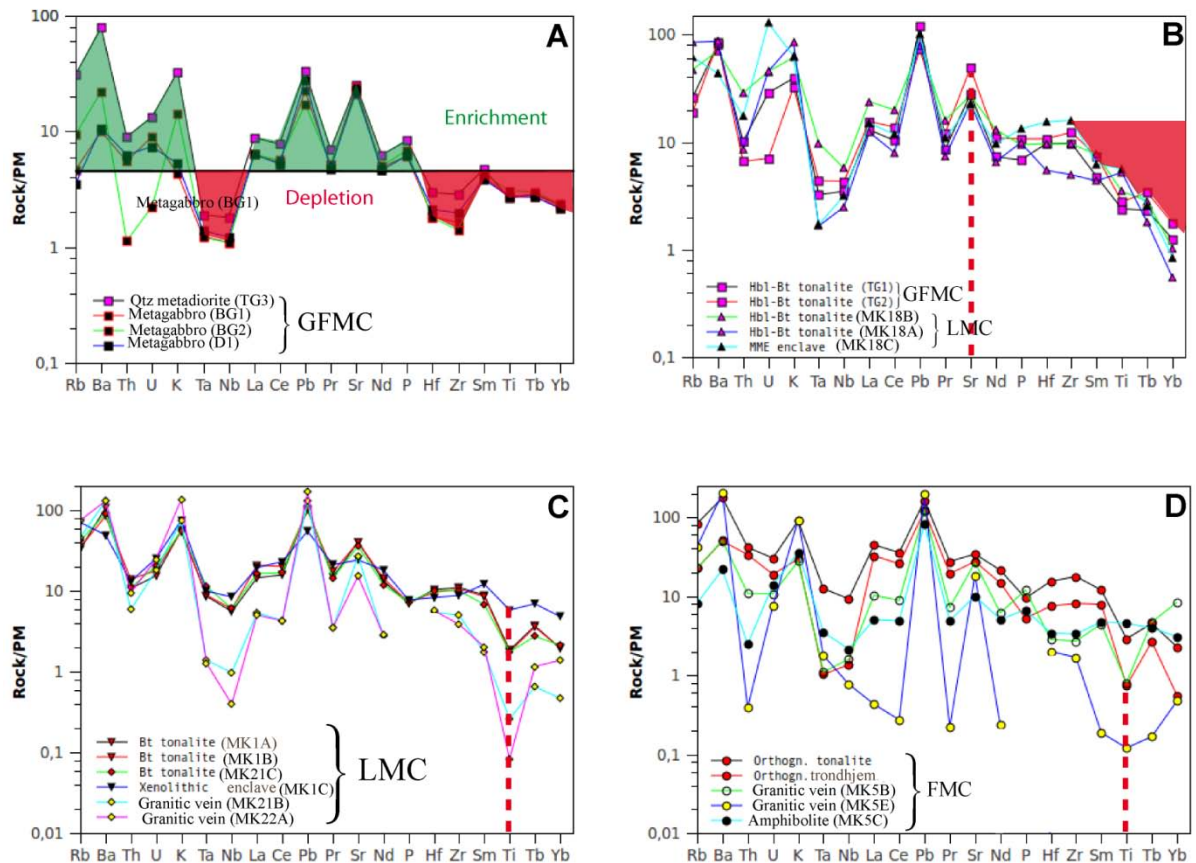 A
100
10
1
0,1
Rock/PM
Enrichment
Depletion
Metagabbro (BG1)
Qtz metadiorite (TG3)
Metagabbro (BG1)
Metagabbro (BG2)
Metagabbro (D1)
GFMC
Rb Ba Th U K Ta Nb La Ce Pb Pr Sr Nd P Hf Zr Sm Ti Tb Yb
B
100
10
1
0,1
Rock/PM
Hbl-Bt tonalite (TG1)
Hbl-Bt tonalite (TG2)
GFMC
Hbl-Bt tonalite (MK18B)
Hbl-Bt tonalite (MK18A)
LMC
MME enclave (MK18C)
Rb Ba Th U K Ta Nb La Ce Pb Pr Sr Nd P Hf Zr Sm Ti Tb Yb
C
100
10
1
0,1
0,01
Rock/PM
Bt tonalite (MK1A)
Bt tonalite (MK1B)
Bt tonalite (MK21C)
Xenolithic enclave (MK1C)
Granitic vein (MK21B)
Granitic vein (MK22A)
LMC
Rb Ba Th U K Ta Nb La Ce Pb Pr Sr Nd P Hf Zr Sm Ti Tb Yb
D
100
10
1
0,1
0,01
Rock/PM
Orthogn. tonalite
Orthogn. trondhjem
Granitic vein (MK5B)
Granitic vein (MK5E)
Amphibolite (MK5C)
FMC
Rb Ba Th U K Ta Nb La Ce Pb Pr Sr Nd P Hf Zr Sm Ti Tb Yb